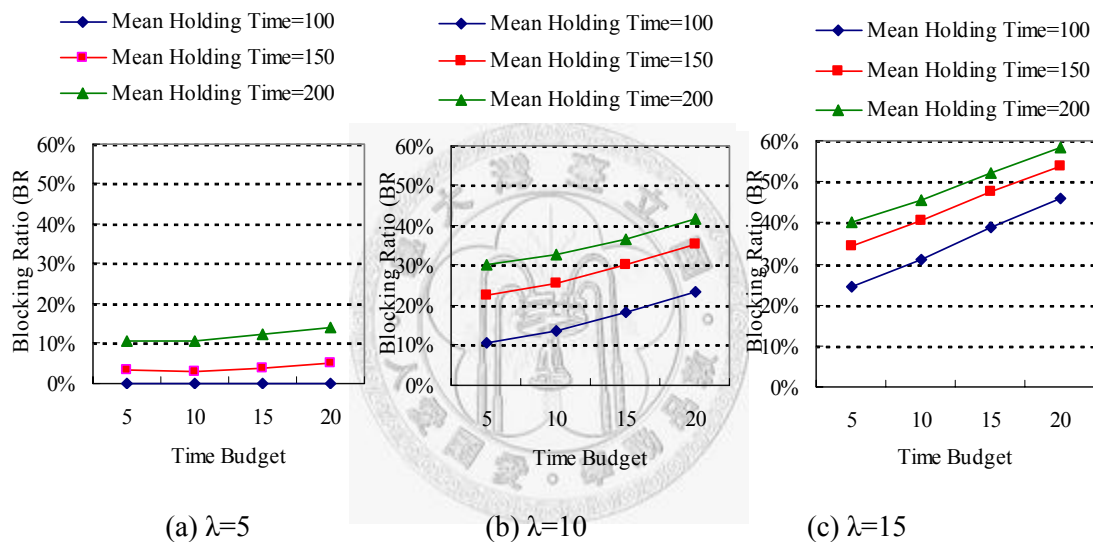 Mean Holding Time=100
Mean Holding Time=150
Mean Holding Time=200
60%
50%
40%
30%
20%
10%
0%
Blocking Ratio (BR
5 10 15 20
Time Budget
(a) λ=5
Mean Holding Time=100
Mean Holding Time=150
Mean Holding Time=200
60%
50%
40%
30%
20%
10%
0%
Blocking Ratio (BR
5 10 15 20
Time Budget
(b) λ=10
Mean Holding Time=100
Mean Holding Time=150
Mean Holding Time=200
60%
50%
40%
30%
20%
10%
0%
Blocking Ratio (BR
5 10 15 20
Time Budget
(c) λ=15